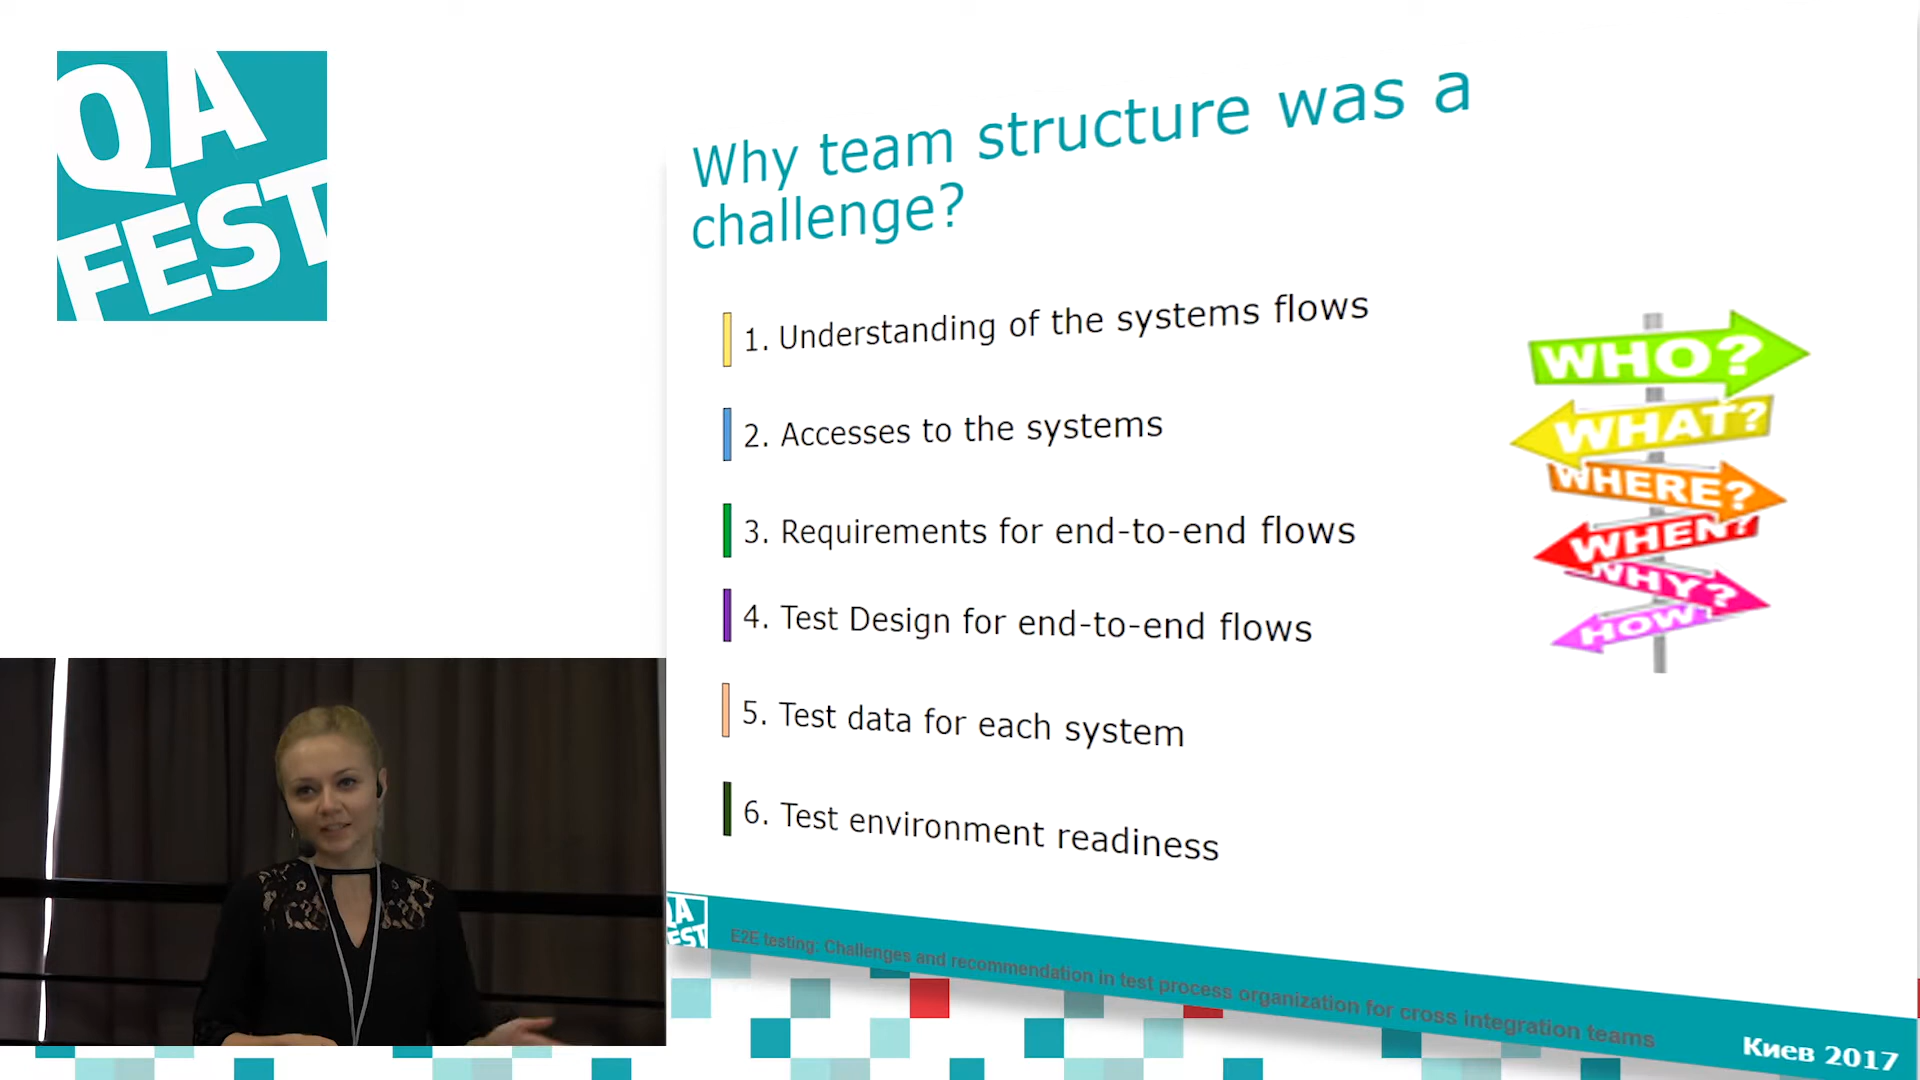 QA
FEST
Why team structure was a
challenge?
1. Understanding of the systems flows
2. Accesses to the systems
3. Requirements for end-to-end flows
4. Test Design for end-to-end flows
5. Test data for each system
6. Test environment readiness
WHO?
WHAT?
WHERE?
WHEN?
WHY?
HOW?
QA
FEST
E2E testing: Challenges and recommendation in test process organization for cross integration teams
Киев 2017